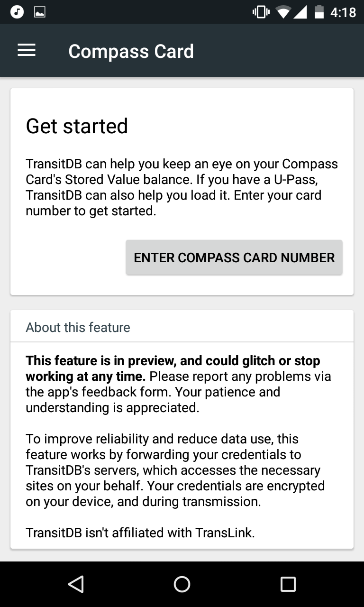 4:18
Compass Card
Get started
TransitDB can help you keep an eye on your Compass
Card's Stored Value balance. If you have a U-Pass,
TransitDB can also help you load it. Enter your card
number to get started.
ENTER COMPASS CARD NUMBER
About this feature
This feature is in preview, and could glitch or stop
working at any time. Please report any problems via
the app's feedback form. Your patience and
understanding is appreciated.
To improve reliability and reduce data use, this
feature works by forwarding your credentials to
TransitDB's servers, which accesses the necessary
sites on your behalf. Your credentials are encrypted
on your device, and during transmission.
TransitDB isn't affiliated with TransLink.